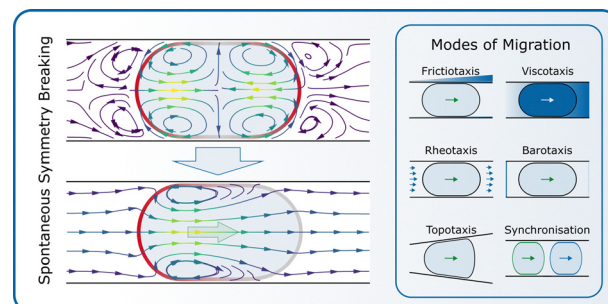 Spontaneous Symmetry Breaking
Modes of Migration
Frictiotaxis
Viscotaxis
Rheotaxis
Barotaxis
Topotaxis
Synchronisation